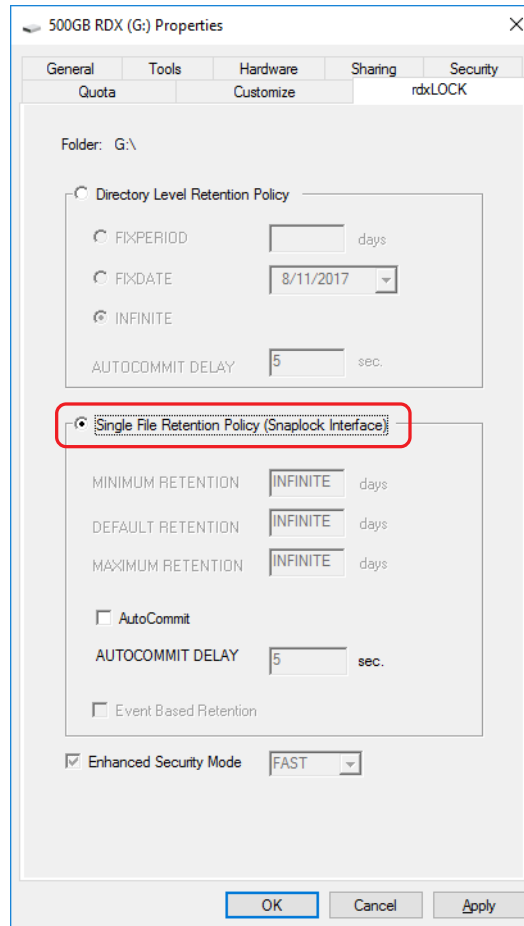 500GB RDX (G:) Properties
General Tools Hardware Sharing Security
Quota Customize rdxLOCK
Folder: G:\
Directory Level Retention Policy
FIXPERIOD days
FIXDATE 8/11/2017
INFINITE
AUTOCOMMIT DELAY 5 sec.
Single File Retention Policy (Snaplock Interface)
MINIMUM RETENTION INFINITE days
DEFAULT RETENTION INFINITE days
MAXIMUM RETENTION INFINITE days
AutoCommit
AUTOCOMMIT DELAY 5 sec.
Event Based Retention
Enhanced Security Mode FAST
OK Cancel Apply